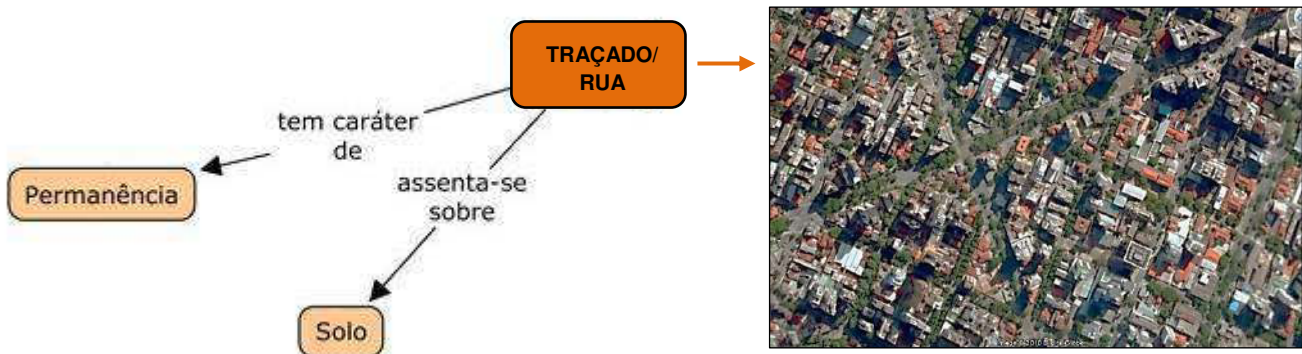 TRAÇADO/
RUA
tem caráter
de
Permanência
assenta-se
sobre
Solo